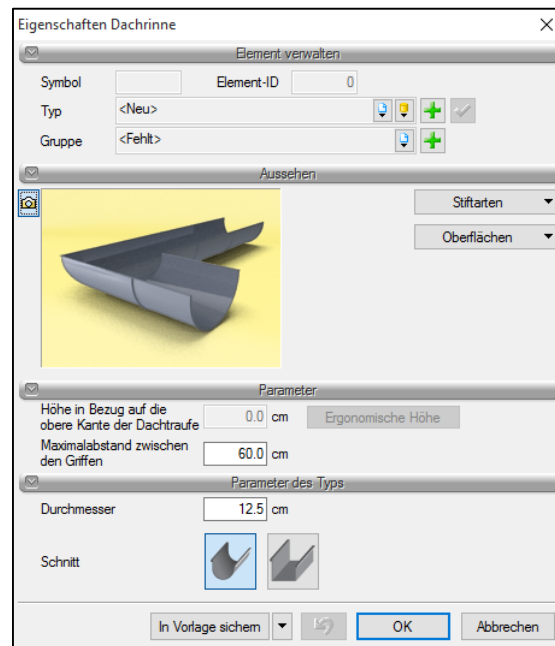 Eigenschaften Dachrinne
Element verwalten
Symbol Element-ID 0
Typ <Neu>
Gruppe <Fehlt>
Aussehen
Stiftarten
Oberflächen
Parameter
Höhe in Bezug auf die
obere Kante der Dachtraufe 0.0 cm Ergonomische Höhe
Maximalabstand zwischen
den Griffen 60.0 cm
Parameter des Typs
Durchmesser 12.5 cm
Schnitt
In Vorlage sichern OK Abbrechen